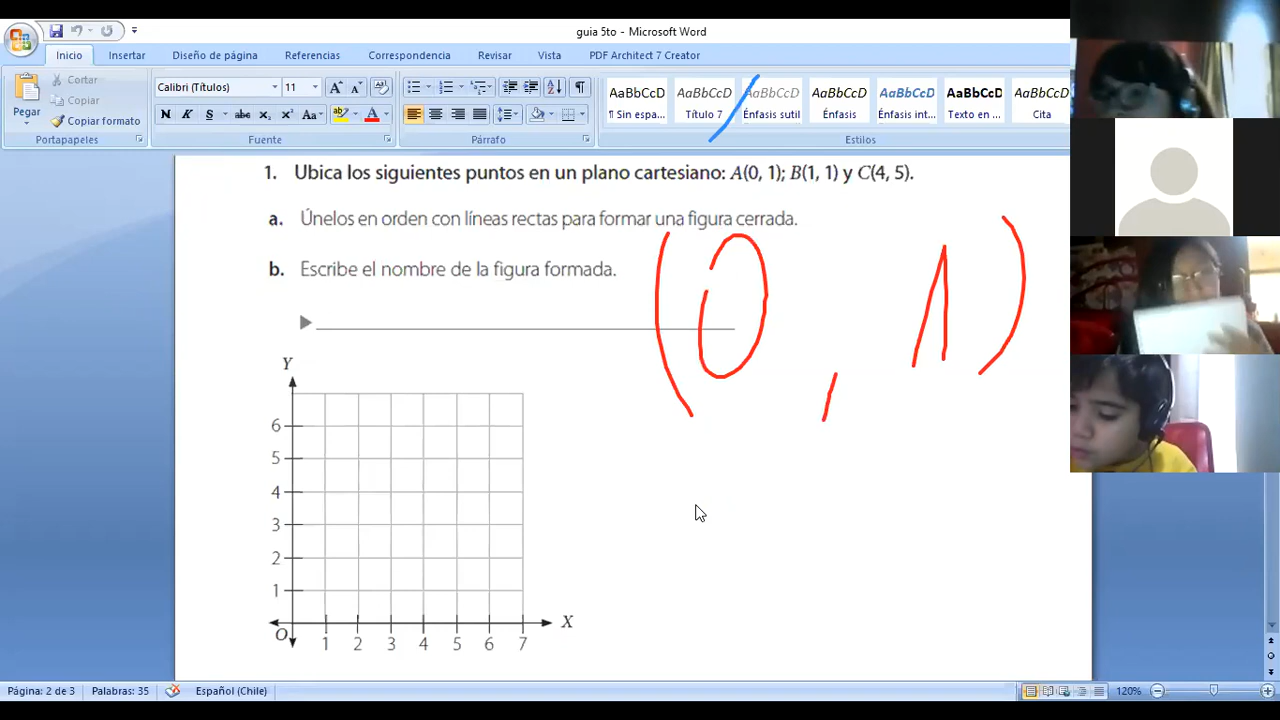 guia 5to - Microsoft Word
Inicio Insertar Diseño de página Referencias Correspondencia Revisar Vista PDF Architect 7 Creator
Pegar
Cortar
Copiar
Copiar formato
Portapapeles
Calibri (Títulos) 11
N K S abc x₂ x² Aa A
Fuente
Párrafo
AaBbCcD AaBbCcD AaBbCcD AaBbCcD AaBbCcD AaBbCcD AaBbCcD
¶ Sin espa... Título 7 Énfasis sutil Énfasis Énfasis int... Texto en ... Cita
Estilos
1. Ubica los siguientes puntos en un plano cartesiano: A(0, 1); B(1, 1) y C(4, 5).
a. Únelos en orden con líneas rectas para formar una figura cerrada.
b. Escribe el nombre de la figura formada.
(0, 1)
Y
6
5
4
3
2
1
O 1 2 3 4 5 6 7 X
Página: 2 de 3 Palabras: 35 Español (Chile) 120%